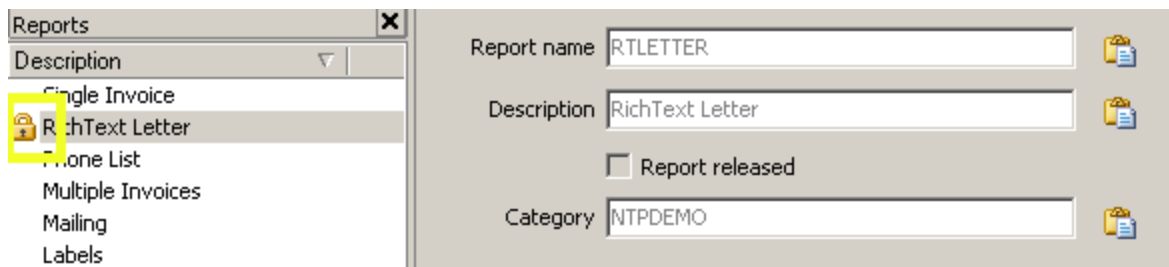 Reports
Description
Single Invoice
RichText Letter
Phone List
Multiple Invoices
Mailing
Labels
Report name RTLETTER
Description RichText Letter
Report released
Category NTPDEMO